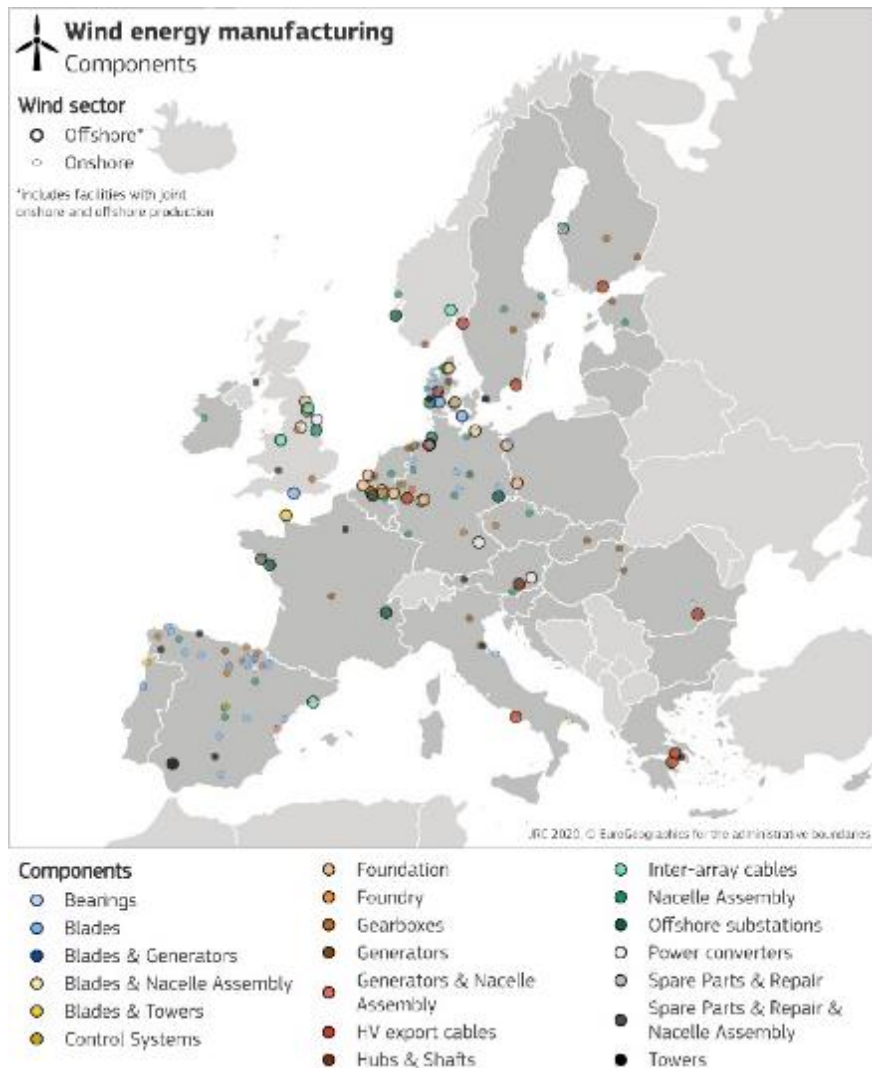 Wind energy manufacturing
Components
Wind sector
Offshore*
Onshore
*includes facilities with joint
onshore and offshore production
JRC 2020, © EuroGeographics for the administrative boundaries
Components
Bearings
Blades
Blades & Generators
Blades & Nacelle Assembly
Blades & Towers
Control Systems
Foundation
Foundry
Gearboxes
Generators
Generators & Nacelle
Assembly
HV export cables
Hubs & Shafts
Inter-array cables
Nacelle Assembly
Offshore substations
Power converters
Spare Parts & Repair
Spare Parts & Repair &
Nacelle Assembly
Towers